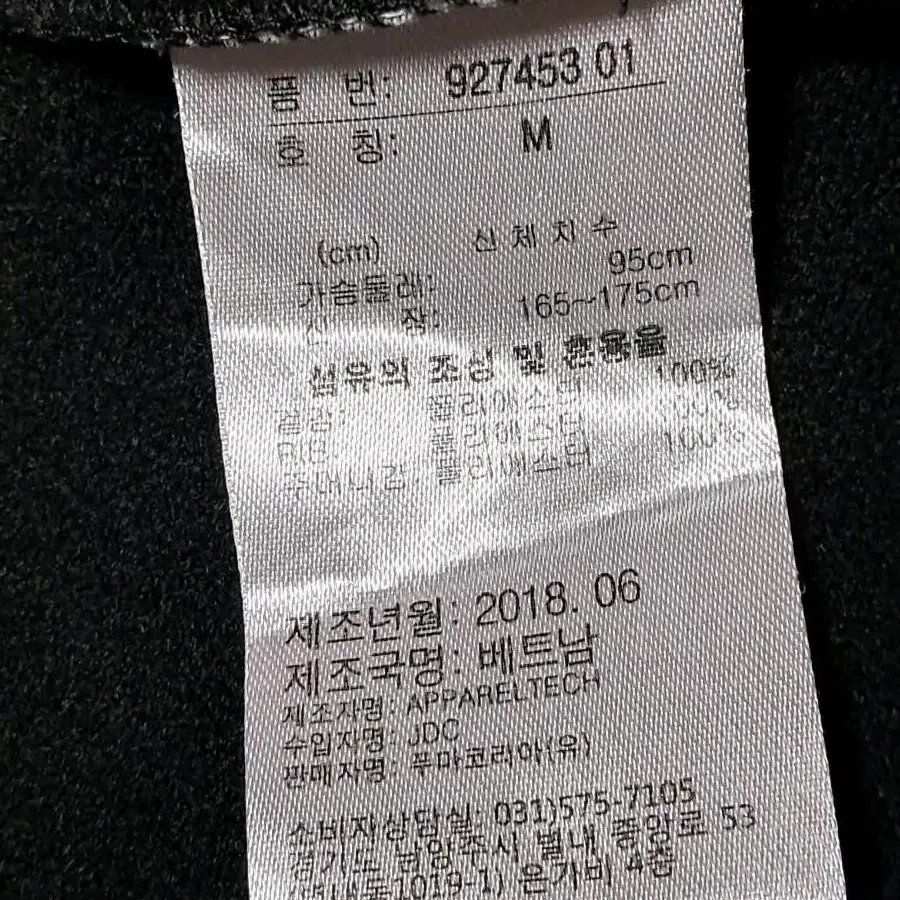 품 번: 927453 01
호 칭: M
(cm) 신 체 치 수
가슴둘레: 95cm
신 장: 165~175cm
섬유의 조성 및 혼용율
겉감: 폴리에스터 100%
RIB: 폴리에스터 100%
주머니감: 폴리에스터 100%
제조년월: 2018. 06
제조국명: 베트남
제조자명: APPARELTECH
수입자명: JDC
판매자명: 푸마코리아(유)
소비자상담실: 031)575-7105
경기도 남양주시 별내 중앙로 53
(별내동1019-1) 은가비 4층